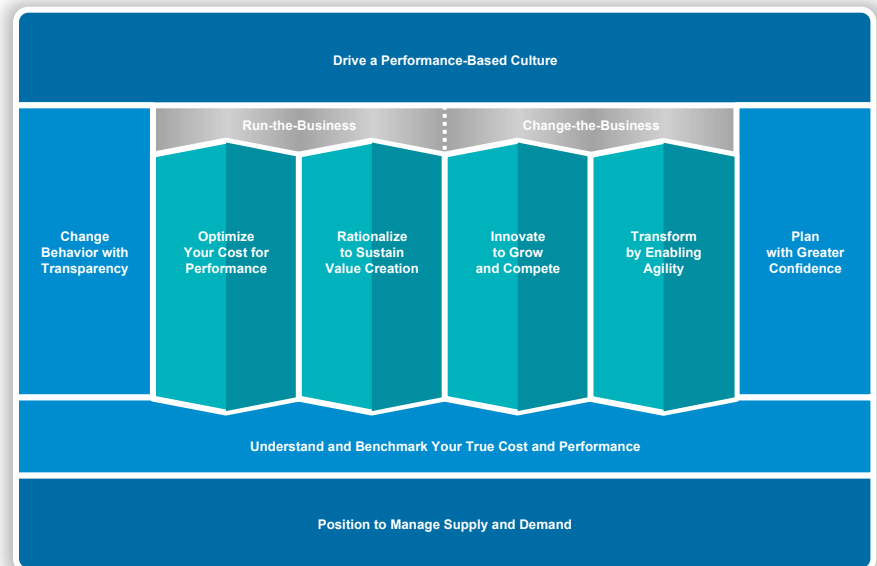 Drive a Performance-Based Culture
Run-the-Business
Change-the-Business
Change
Behavior with
Transparency
Optimize
Your Cost for
Performance
Rationalize
to Sustain
Value Creation
Innovate
to Grow
and Compete
Transform
by Enabling
Agility
Plan
with Greater
Confidence
Understand and Benchmark Your True Cost and Performance
Position to Manage Supply and Demand